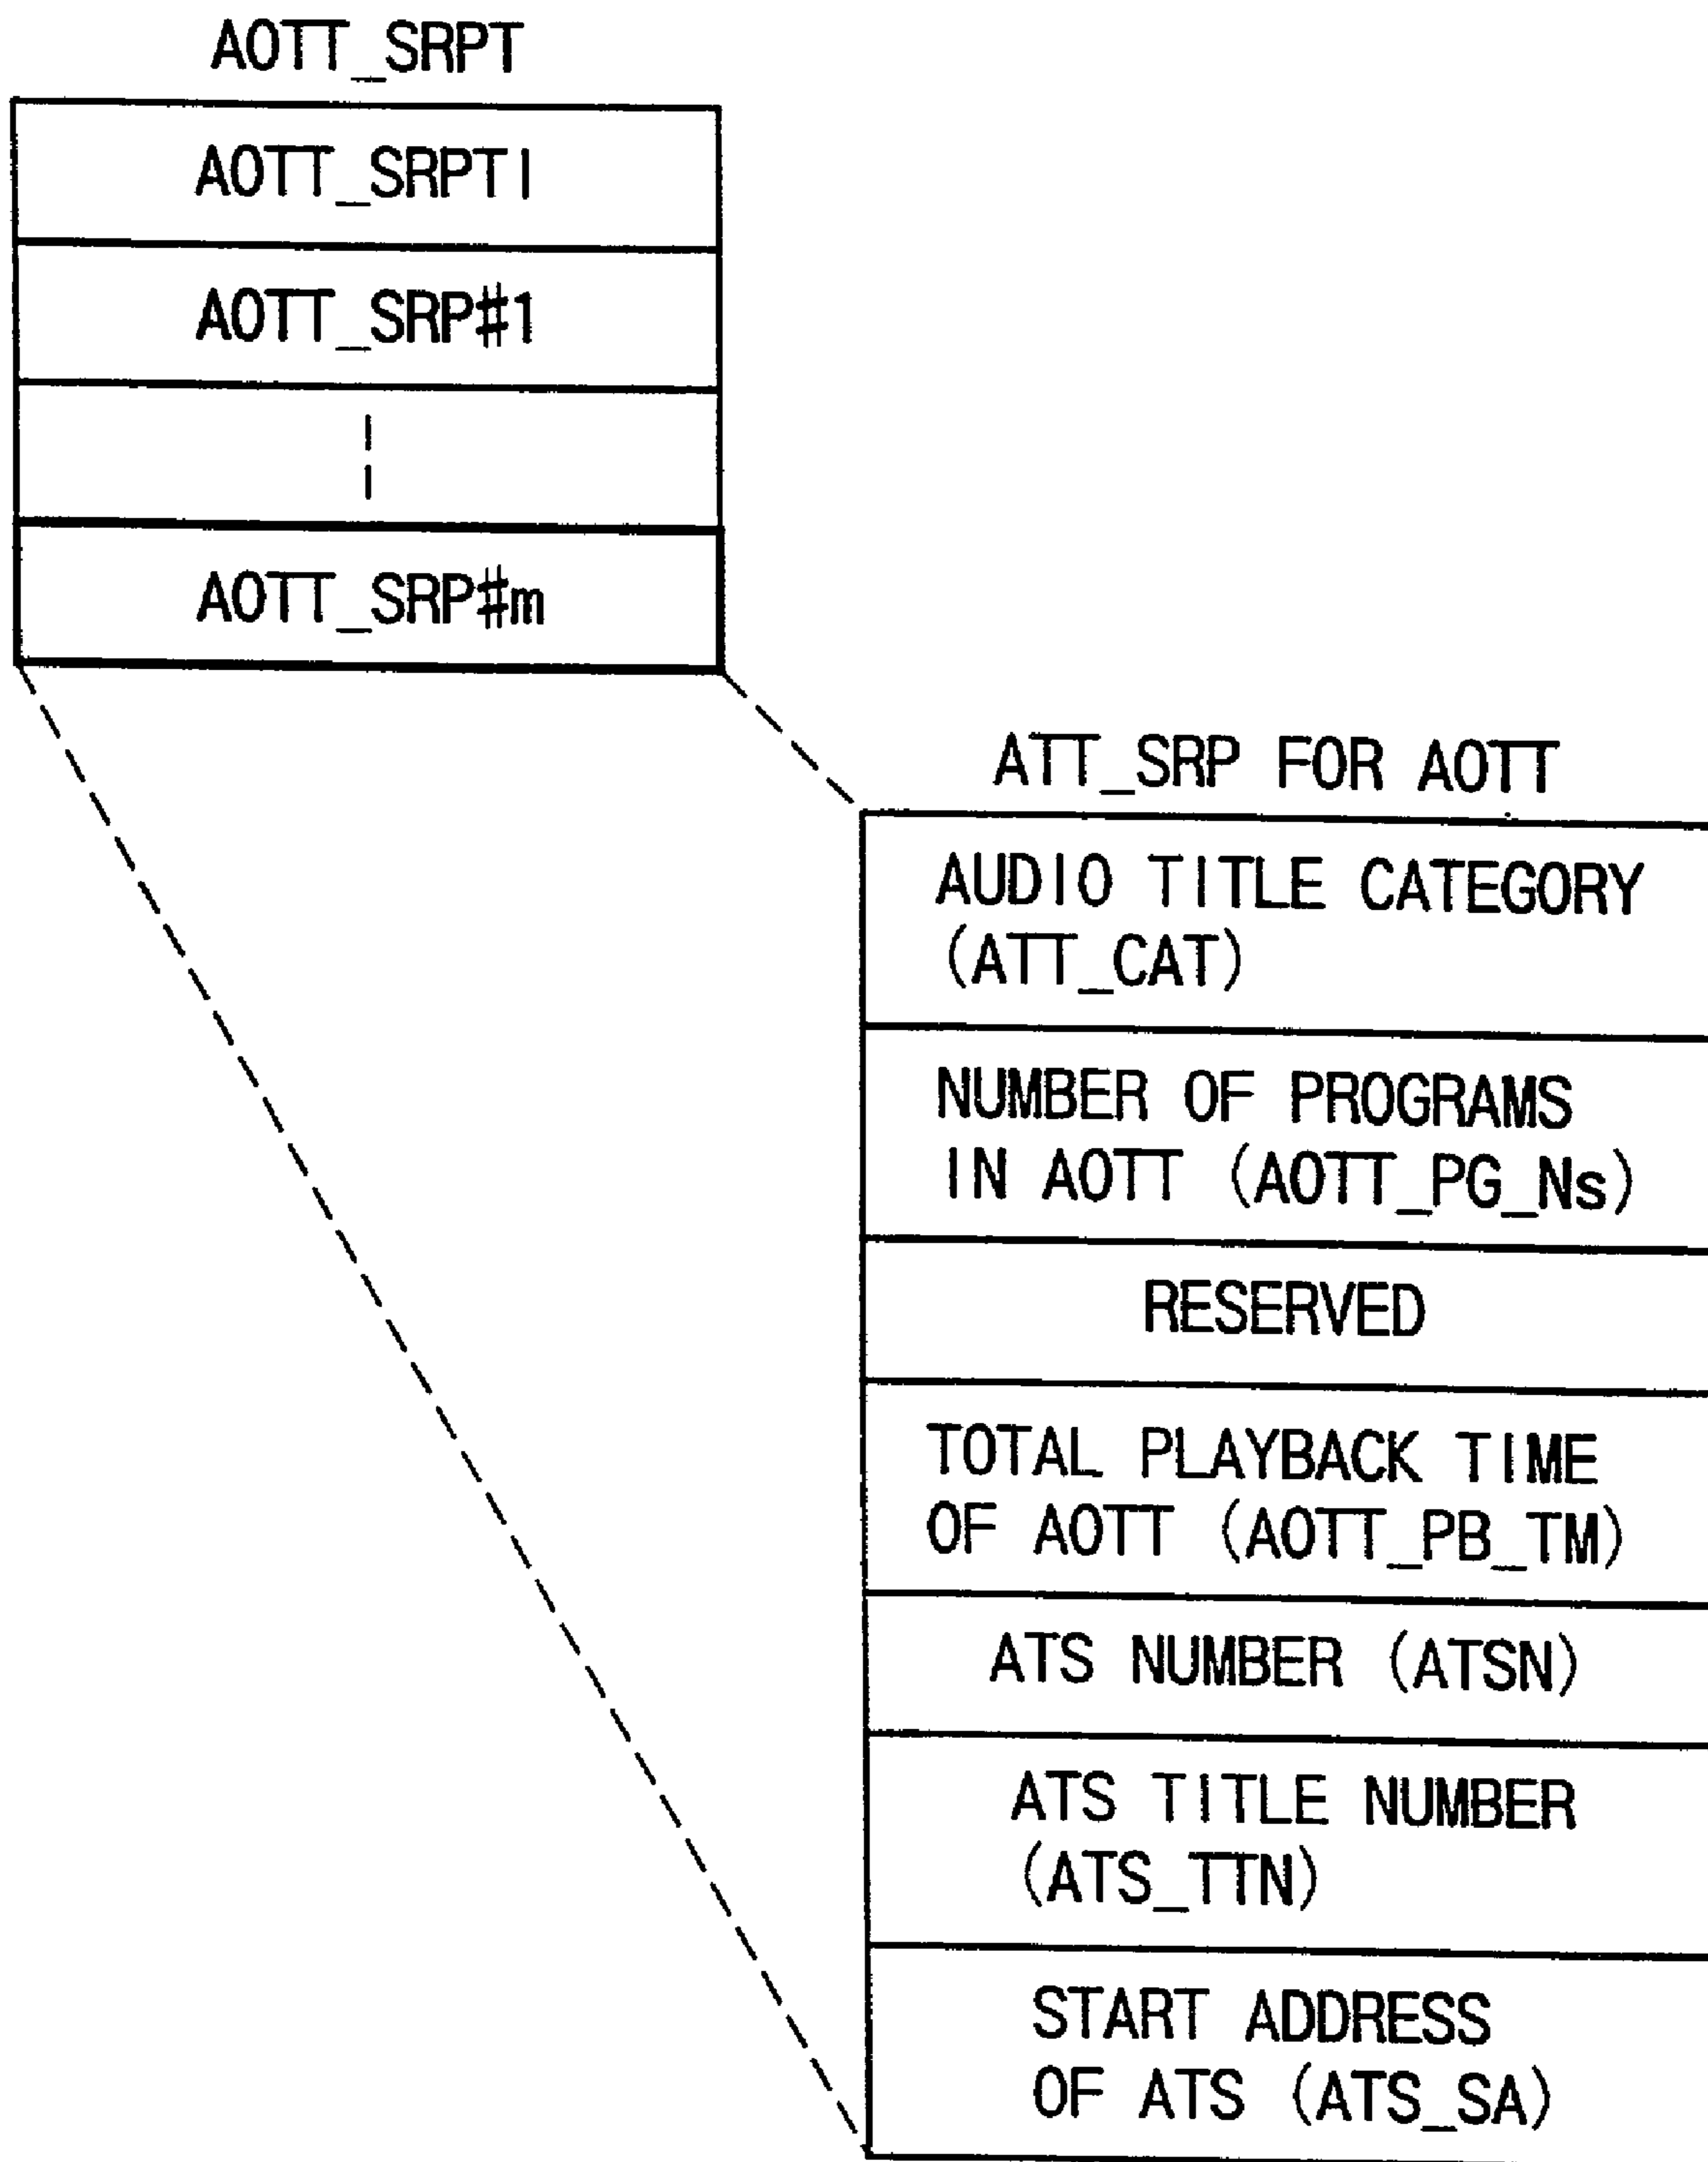 AOTT_SRPT
AOTT_SRPTI
AOTT_SRP#1
AOTT_SRP#m
ATT_SRP FOR AOTT
AUDIO TITLE CATEGORY
(ATT_CAT)
NUMBER OF PROGRAMS
IN AOTT (AOTT_PG_Ns)
RESERVED
TOTAL PLAYBACK TIME
OF AOTT (AOTT_PB_TM)
ATS NUMBER (ATSN)
ATS TITLE NUMBER
(ATS_TTN)
START ADDRESS
OF ATS (ATS_SA)